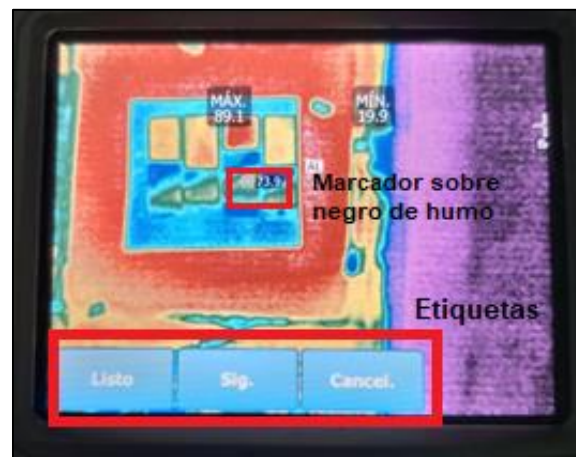 MÁX.
89.1
MÍN.
19.9
Marcador sobre
negro de humo
Etiquetas
Listo
Sig.
Cancel.